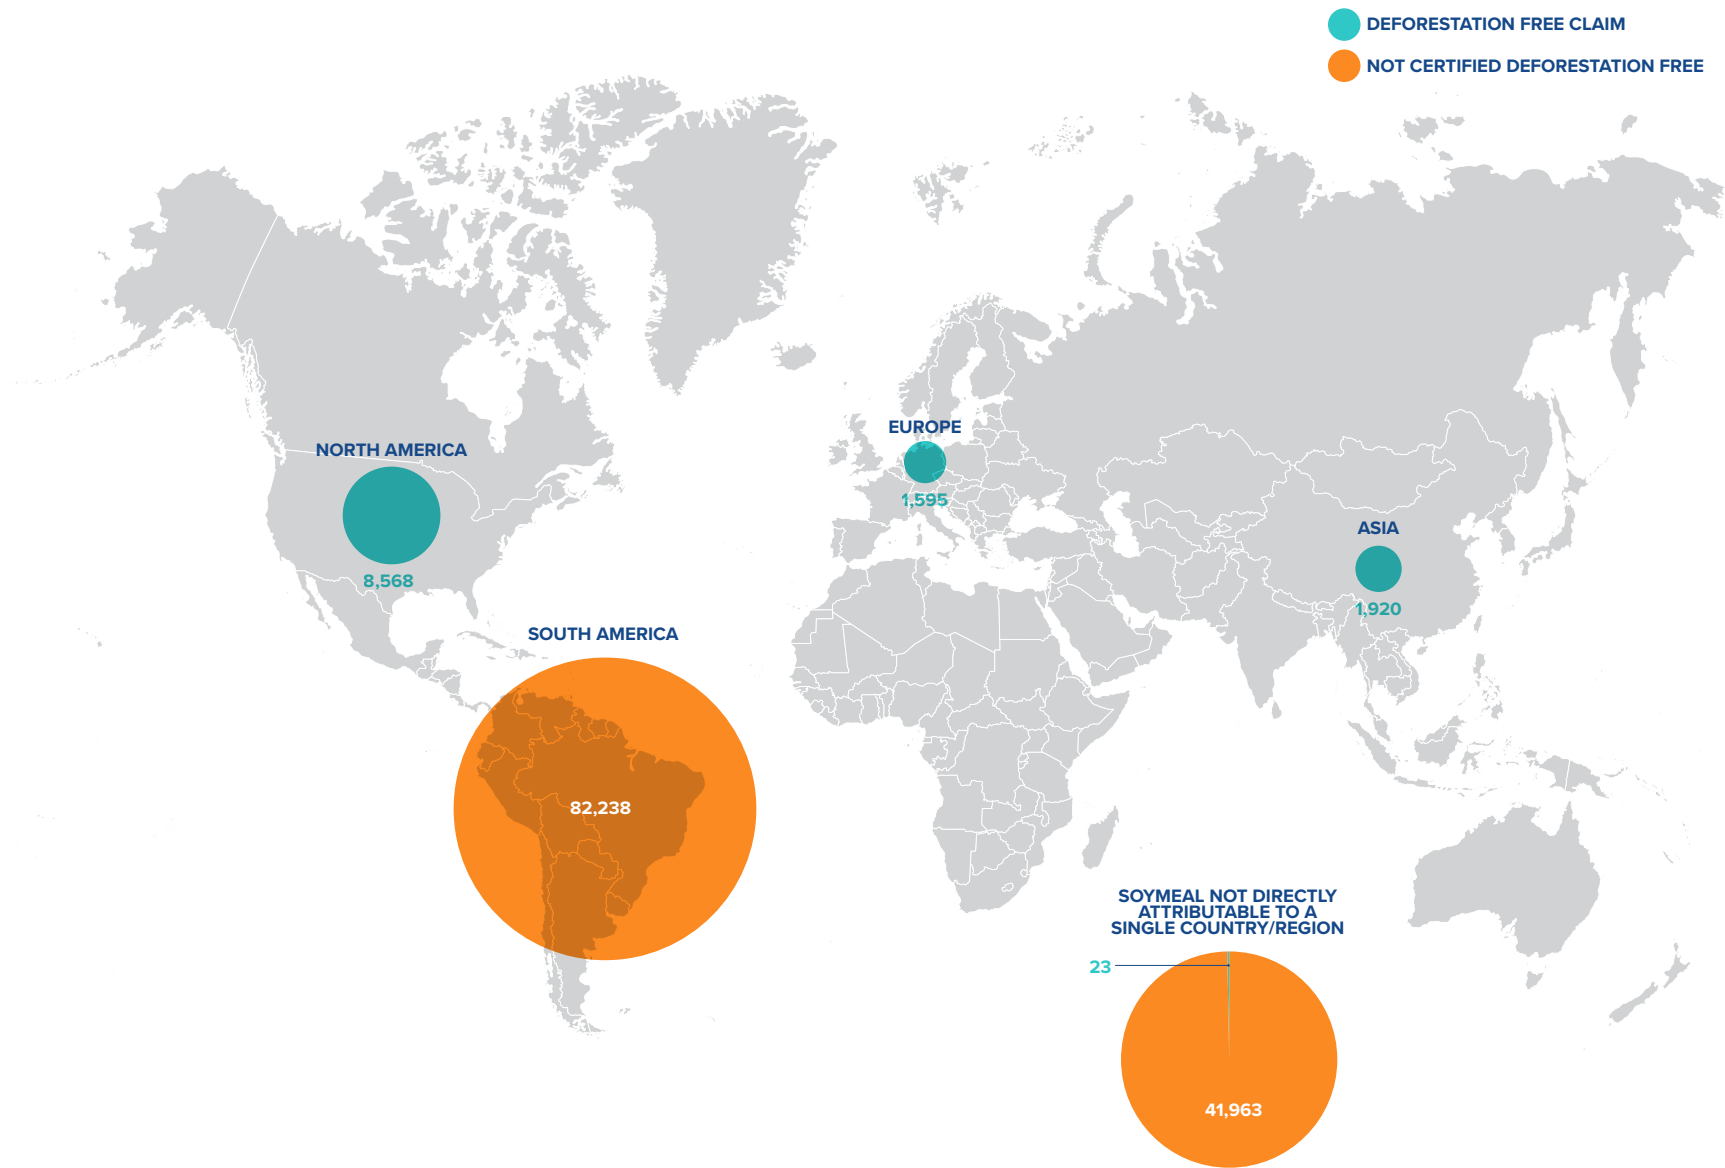 DEFORESTATION FREE CLAIM
NOT CERTIFIED DEFORESTATION FREE
EUROPE
1,595
NORTH AMERICA
8,568
ASIA
1,920
SOUTH AMERICA
82,238
SOYMEAL NOT DIRECTLY
ATTRIBUTABLE TO A
SINGLE COUNTRY/REGION
23
41,963